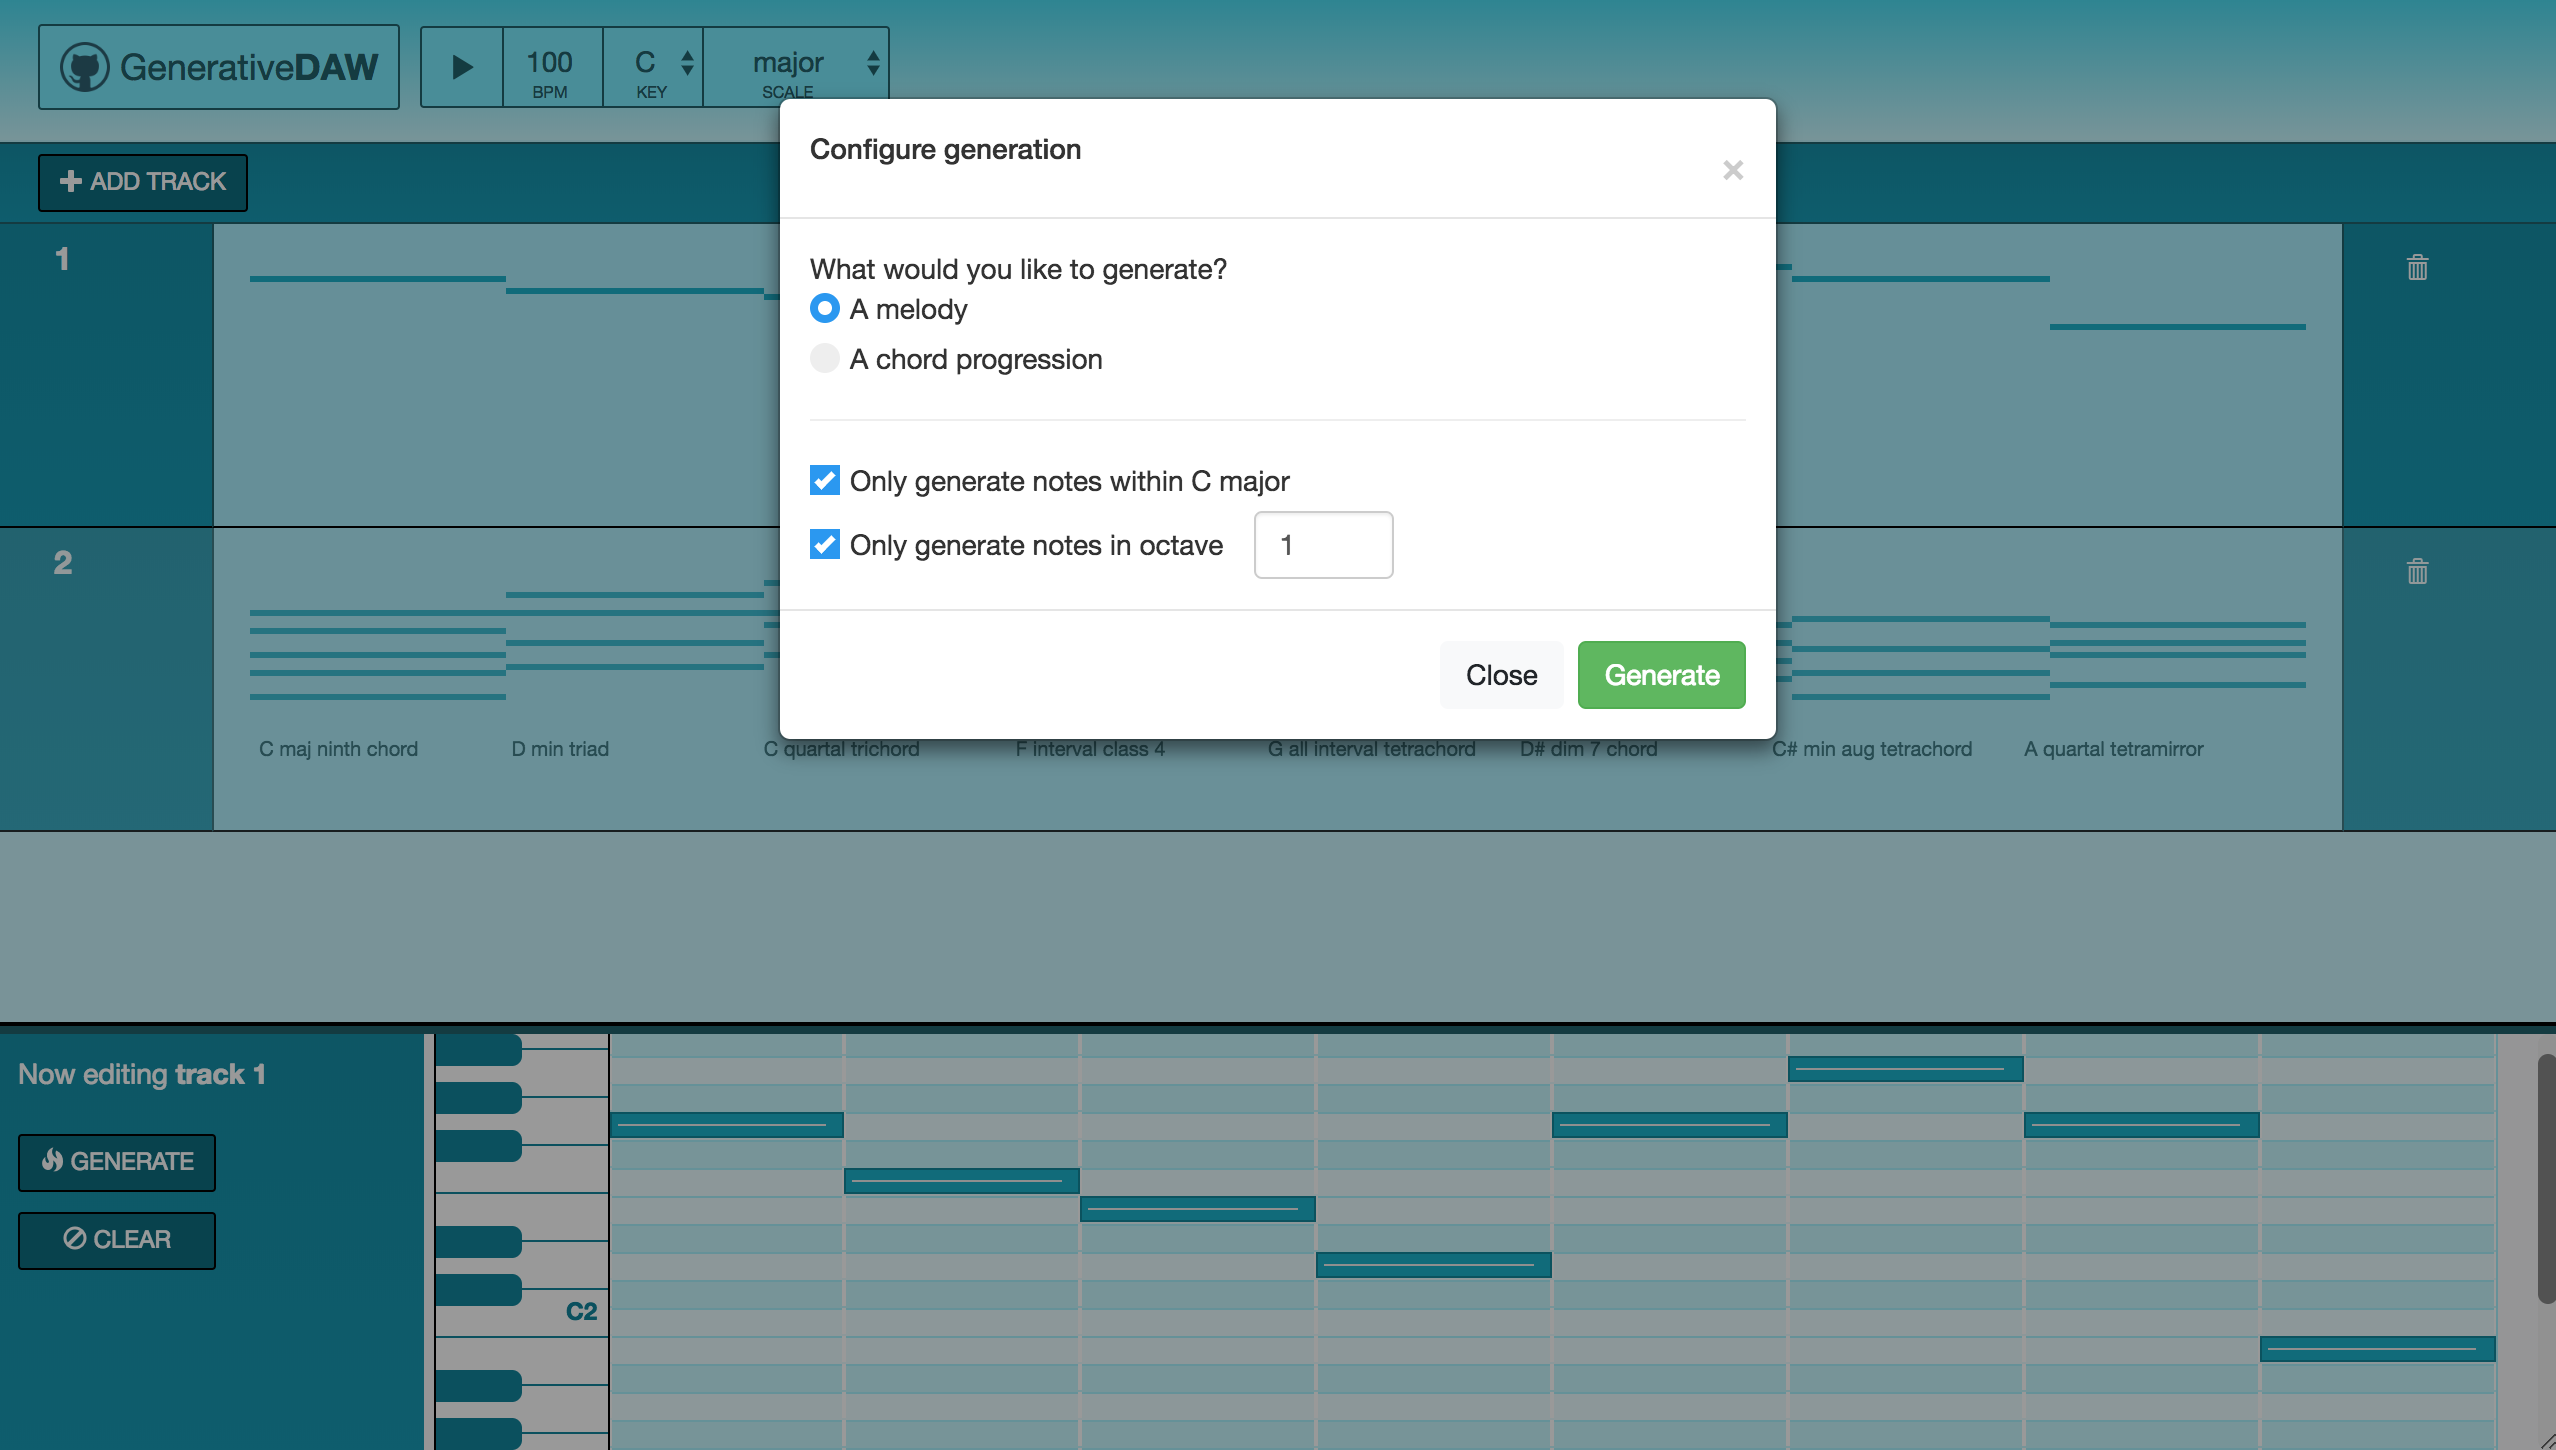 GenerativeDAW
100
BPM
C
KEY
major
SCALE
ADD TRACK
Configure generation
×
What would you like to generate?
A melody
A chord progression
Only generate notes within C major
Only generate notes in octave 1
Close Generate
1
2
C maj ninth chord
D min triad
C quartal trichord
F interval class 4
G all interval tetrachord
D# dim 7 chord
C# min aug tetrachord
A quartal tetramirror
Now editing track 1
GENERATE
CLEAR
C2